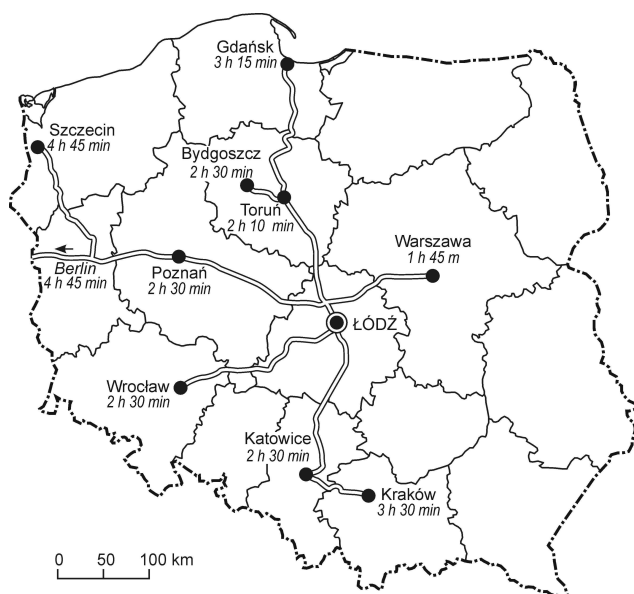 Gdańsk
3 h 15 min
Szczecin
4 h 45 min
Bydgoszcz
2 h 30 min
Toruń
2 h 10 min
Warszawa
1 h 45 m
Berlin
4 h 45 min
Poznań
2 h 30 min
ŁÓDŹ
Wrocław
2 h 30 min
Katowice
2 h 30 min
Kraków
3 h 30 min
0 50 100 km